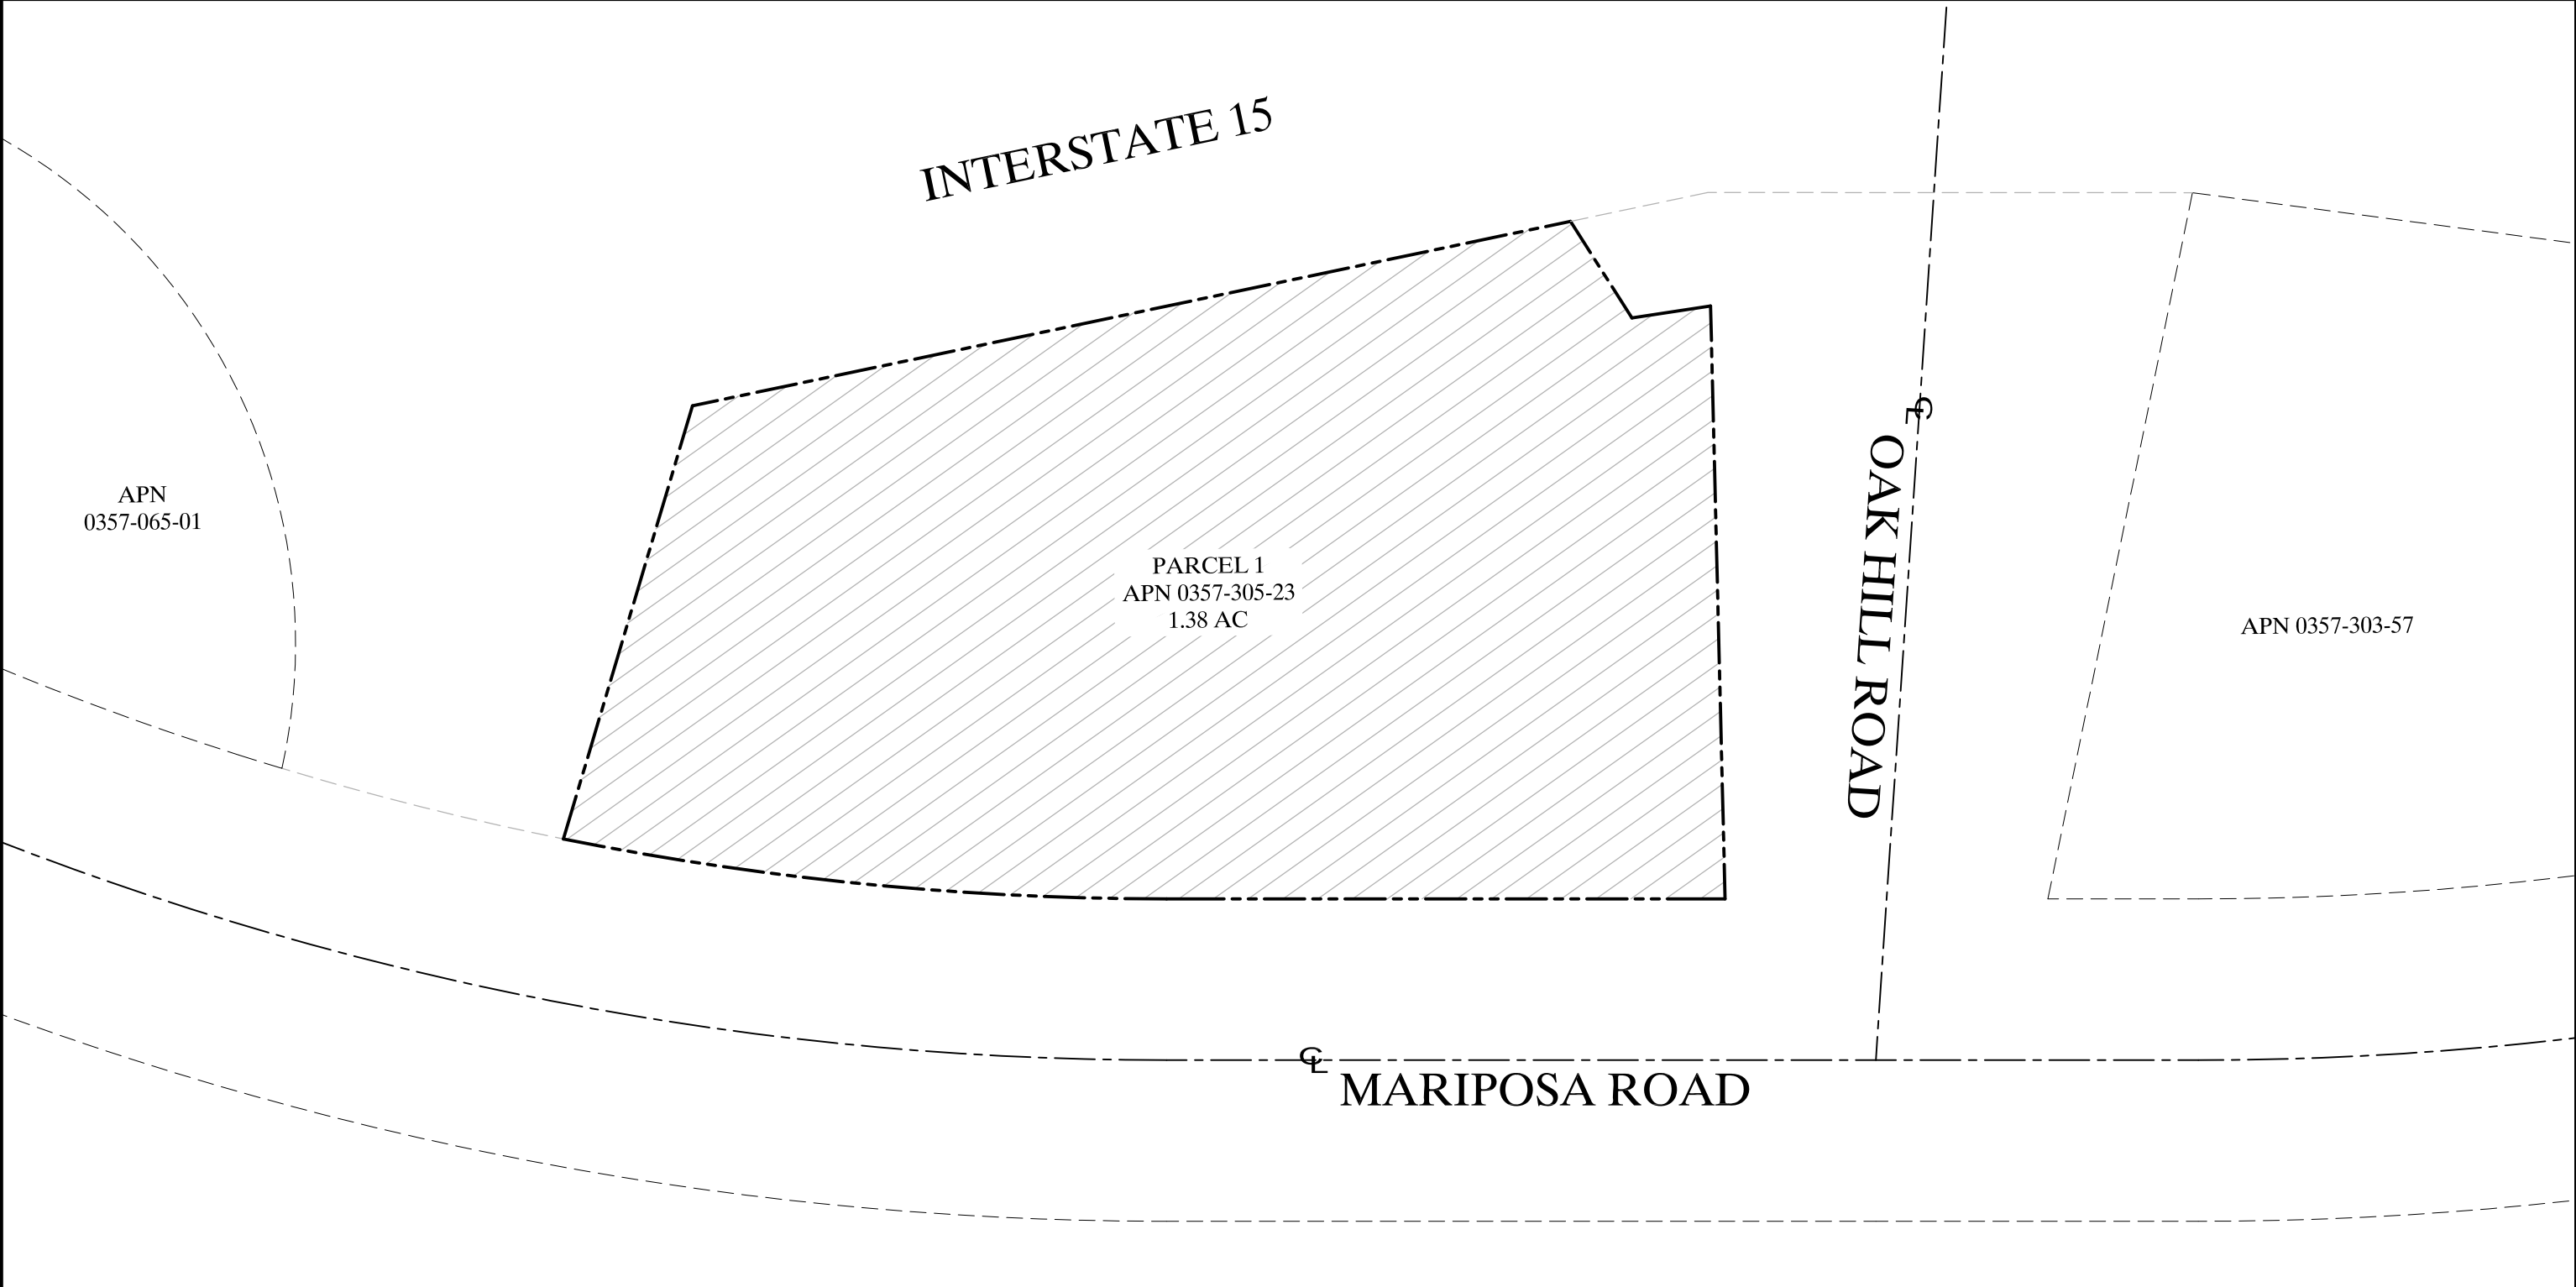 INTERSTATE 15
APN
0357-065-01
PARCEL 1
APN 0357-305-23
1.38 AC
℄
OAK HILL ROAD
APN 0357-303-57
℄
MARIPOSA ROAD